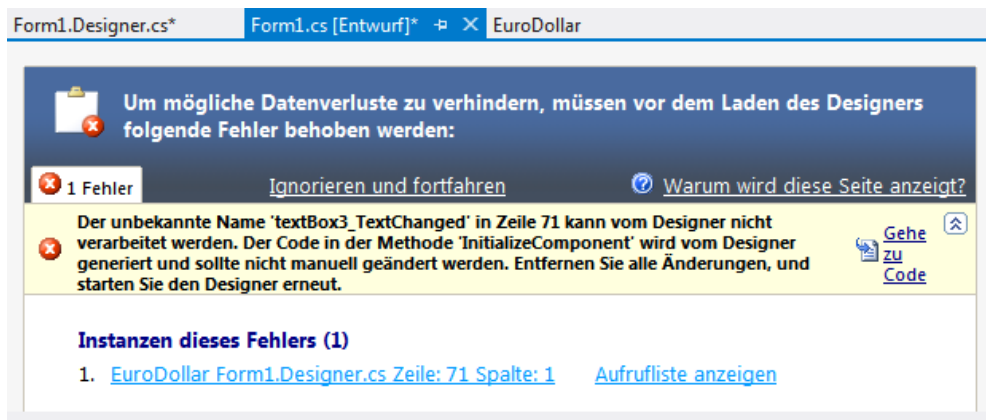 Form1.Designer.cs* Form1.cs [Entwurf]* EuroDollar
Um mögliche Datenverluste zu verhindern, müssen vor dem Laden des Designers
folgende Fehler behoben werden:
1 Fehler Ignorieren und fortfahren Warum wird diese Seite anzeigt?
Der unbekannte Name 'textBox3_TextChanged' in Zeile 71 kann vom Designer nicht
verarbeitet werden. Der Code in der Methode 'InitializeComponent' wird vom Designer
generiert und sollte nicht manuell geändert werden. Entfernen Sie alle Änderungen, und
starten Sie den Designer erneut.
Gehe
zu
Code
Instanzen dieses Fehlers (1)
1. EuroDollar Form1.Designer.cs Zeile: 71 Spalte: 1 Aufrufliste anzeigen